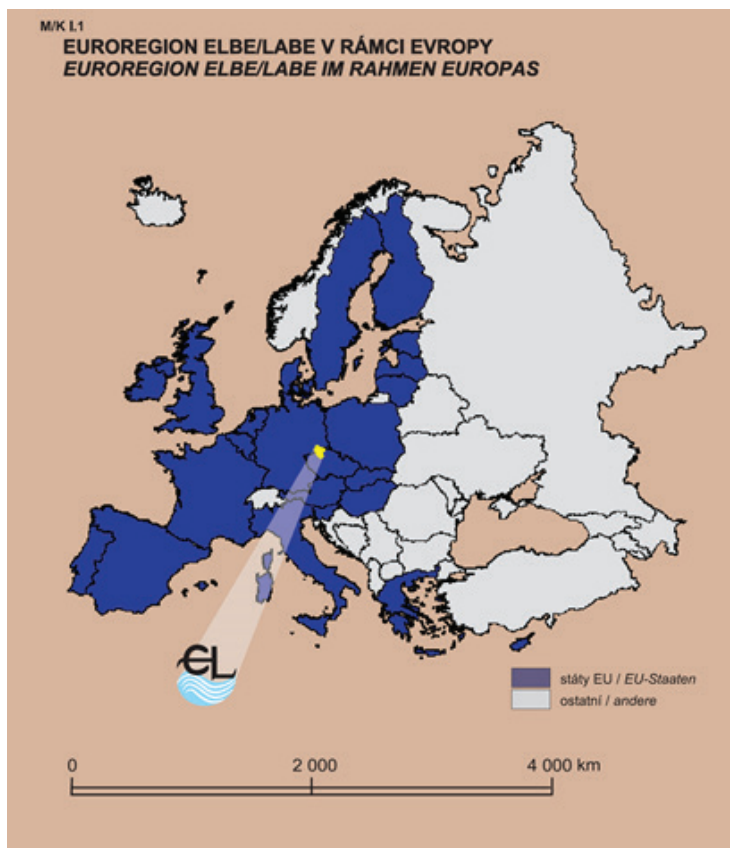 M/K I.1
EUROREGION ELBE/LABE V RÁMCI EVROPY
EUROREGION ELBE/LABE IM RAHMEN EUROPAS
EL
státy EU / EU-Staaten
ostatní / andere
0 2 000 4 000 km